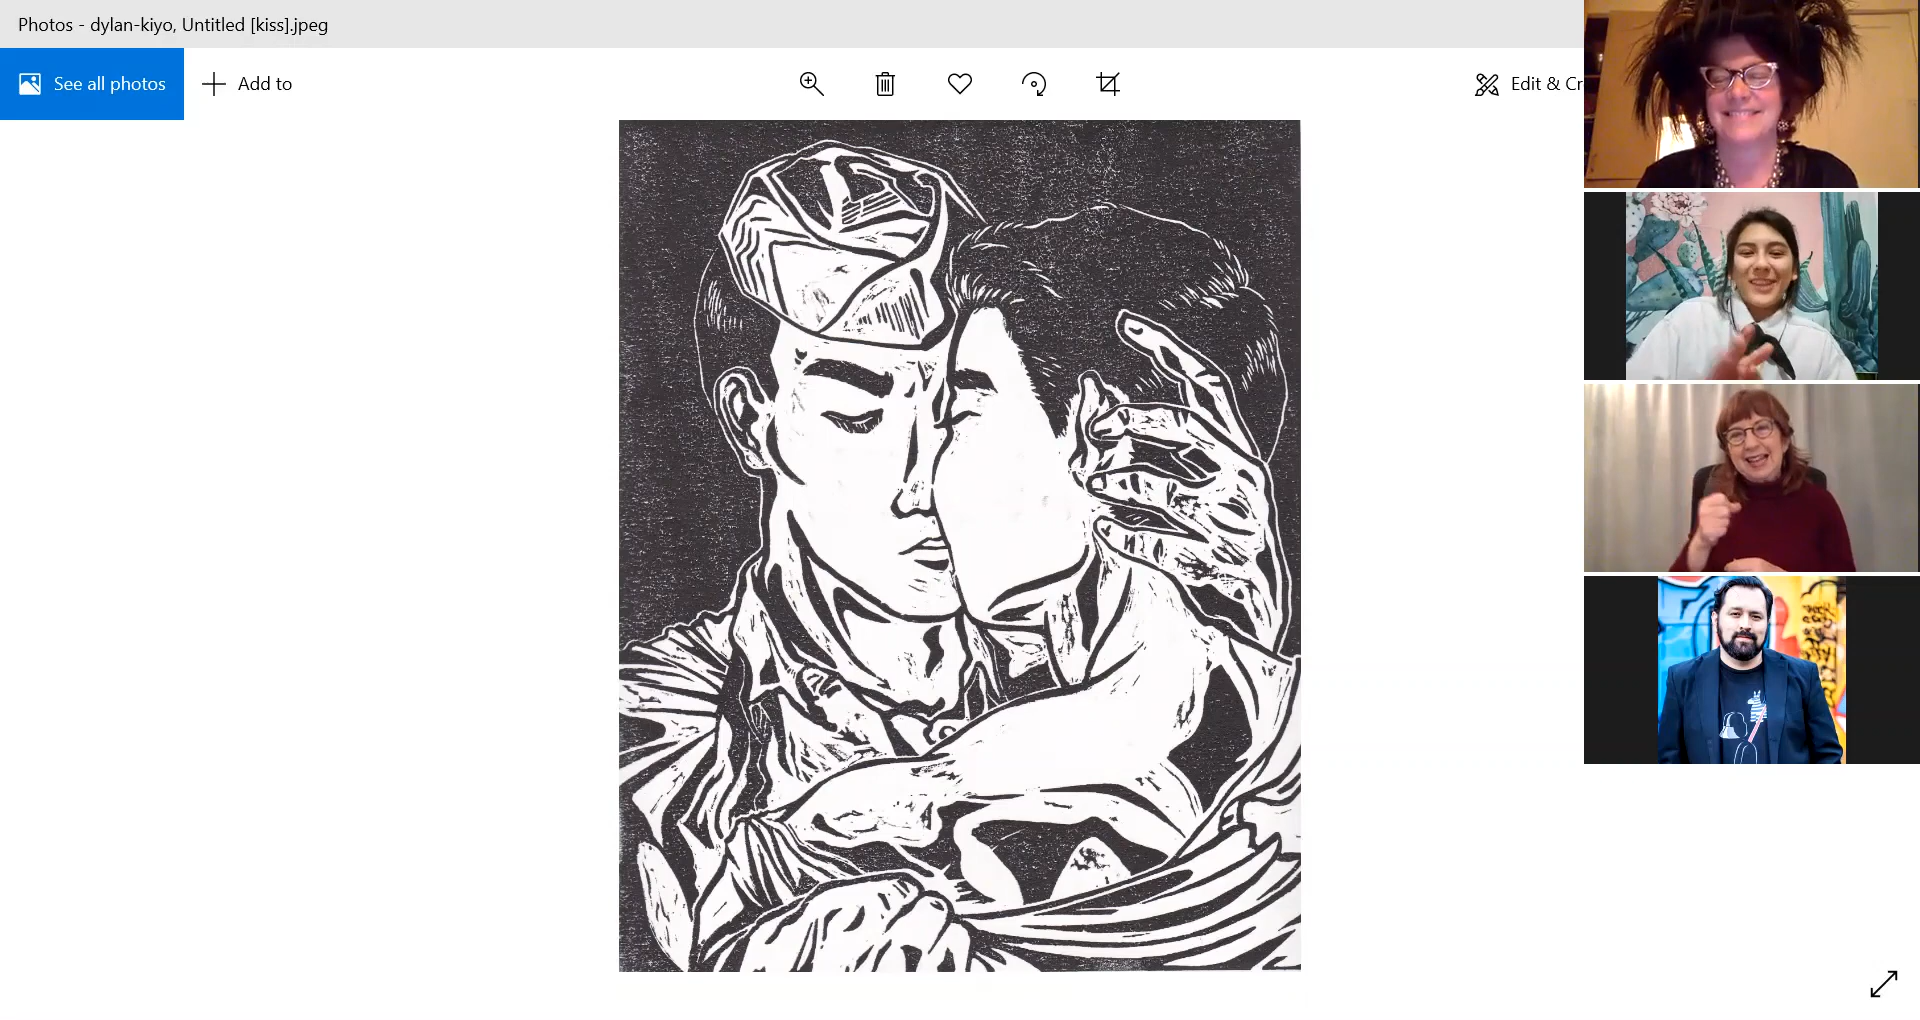 Photos - dylan-kiyo, Untitled [kiss].jpeg
See all photos
Add to
Edit & Cr